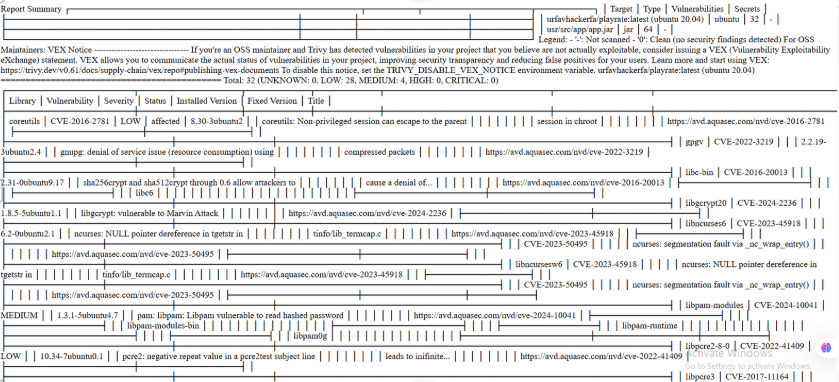 Report Summary ┌ ┬ ┬ ┬ ┐ │ Target │ Type │ Vulnerabilities │ Secrets │
│ urfavhackerfa/playrate:latest (ubuntu 20.04) │ ubuntu │ 32 │ - │
│ usr/src/app/app.jar │ jar │ 64 │ - │
Legend: - '-': Not scanned - '0': Clean (no security findings detected) For OSS
Maintainers: VEX Notice -------------------------------- If you're an OSS maintainer and Trivy has detected vulnerabilities in your project that you believe are not actually exploitable, consider issuing a VEX (Vulnerability Exploitability
eXchange) statement. VEX allows you to communicate the actual status of vulnerabilities in your project, improving security transparency and reducing false positives for your users. Learn more and start using VEX:
https://trivy.dev/v0.61/docs/supply-chain/vex/repo#publishing-vex-documents To disable this notice, set the TRIVY_DISABLE_VEX_NOTICE environment variable. urfavhackerfa/playrate:latest (ubuntu 20.04)
============================================ Total: 32 (UNKNOWN: 0, LOW: 28, MEDIUM: 4, HIGH: 0, CRITICAL: 0)
│ Library │ Vulnerability │ Severity │ Status │ Installed Version │ Fixed Version │ Title │
│ coreutils │ CVE-2016-2781 │ LOW │ affected │ 8.30-3ubuntu2 │ │ coreutils: Non-privileged session can escape to the parent │ │ │ │ │ │ │ session in chroot │ │ │ │ │ │ │ https://avd.aquasec.com/nvd/cve-2016-2781
│ gpgv │ CVE-2022-3219 │ │ │ 2.2.19-
3ubuntu2.4 │ │ gnupg: denial of service issue (resource consumption) using │ │ │ │ │ │ │ compressed packets │ │ │ │ │ │ │ https://avd.aquasec.com/nvd/cve-2022-3219 │
│ libc-bin │ CVE-2016-20013 │ │ │
2.31-0ubuntu9.17 │ │ sha256crypt and sha512crypt through 0.6 allow attackers to │ │ │ │ │ │ │ cause a denial of... │ │ │ │ │ │ │ https://avd.aquasec.com/nvd/cve-2016-20013 │
│ libc6 │ │ │ │ │ │ │ │ │ │ │ │ │ │ │ │ │
│ libgcrypt20 │ CVE-2024-2236 │ │ │
1.8.5-5ubuntu1.1 │ │ libgcrypt: vulnerable to Marvin Attack │ │ │ │ │ │ │ https://avd.aquasec.com/nvd/cve-2024-2236 │
│ libncurses6 │ CVE-2023-45918 │ │ │
6.2-0ubuntu2.1 │ │ ncurses: NULL pointer dereference in tgetstr in │ │ │ │ │ │ │ tinfo/lib_termcap.c │ │ │ │ │ │ │ https://avd.aquasec.com/nvd/cve-2023-45918 │
│ │ CVE-2023-50495 │ │ │ │ │ ncurses: segmentation fault via _nc_wrap_entry() │
│ │ │ │ │ │ https://avd.aquasec.com/nvd/cve-2023-50495 │
│ libncursesw6 │ CVE-2023-45918 │ │ │ │ │ ncurses: NULL pointer dereference in
tgetstr in │ │ │ │ │ │ │ tinfo/lib_termcap.c │ │ │ │ │ │ │ https://avd.aquasec.com/nvd/cve-2023-45918 │
│ │ CVE-2023-50495 │ │ │ │ │ ncurses: segmentation fault via _nc_wrap_entry() │
│ │ │ │ │ │ https://avd.aquasec.com/nvd/cve-2023-50495 │
│ libpam-modules │ CVE-2024-10041 │
MEDIUM │ │ 1.3.1-5ubuntu4.7 │ │ pam: libpam: Libpam vulnerable to read hashed password │ │ │ │ │ │ │ https://avd.aquasec.com/nvd/cve-2024-10041 │
│ libpam-modules-bin │ │ │ │ │ │ │ │ │ │ │ libpam-runtime │
│ libpam0g │ │ │ │ │ │ │ │ │ │ │
│ libpcre2-8-0 │ CVE-2022-41409 │
LOW │ │ 10.34-7ubuntu0.1 │ │ pcre2: negative repeat value in a pcre2test subject line │ │ │ │ │ │ │ leads to inifinite... │ │ │ │ │ │ │ https://avd.aquasec.com/nvd/cve-2022-41409 │
Activate Windows
Go to Settings to activate Windows.
│ libpcre3 │ CVE-2017-11164 │ │ │